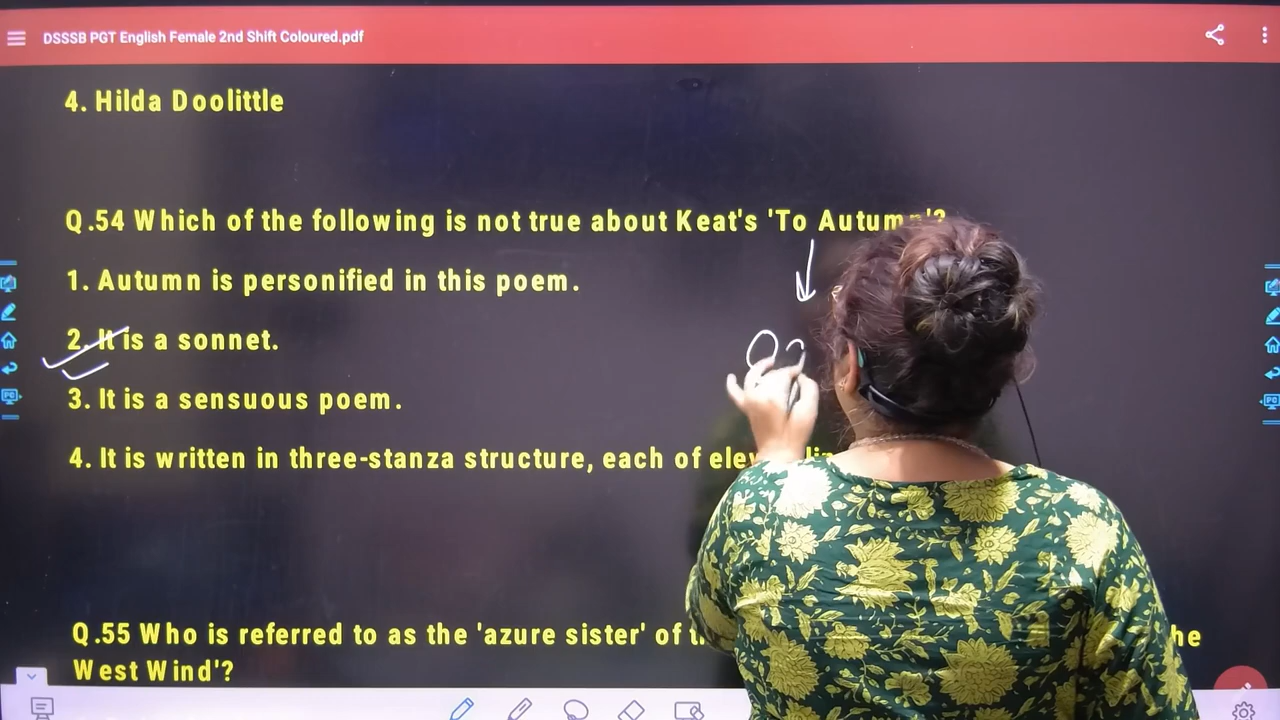 DSSSB PGT English Female 2nd Shift Coloured.pdf
4. Hilda Doolittle
Q.54 Which of the following is not true about Keat's 'To Autumn'?
1. Autumn is personified in this poem.
2. It is a sonnet.
3. It is a sensuous poem.
4. It is written in three-stanza structure, each of
Q.55 Who is referred to as the 'azure sister' of
West Wind'?